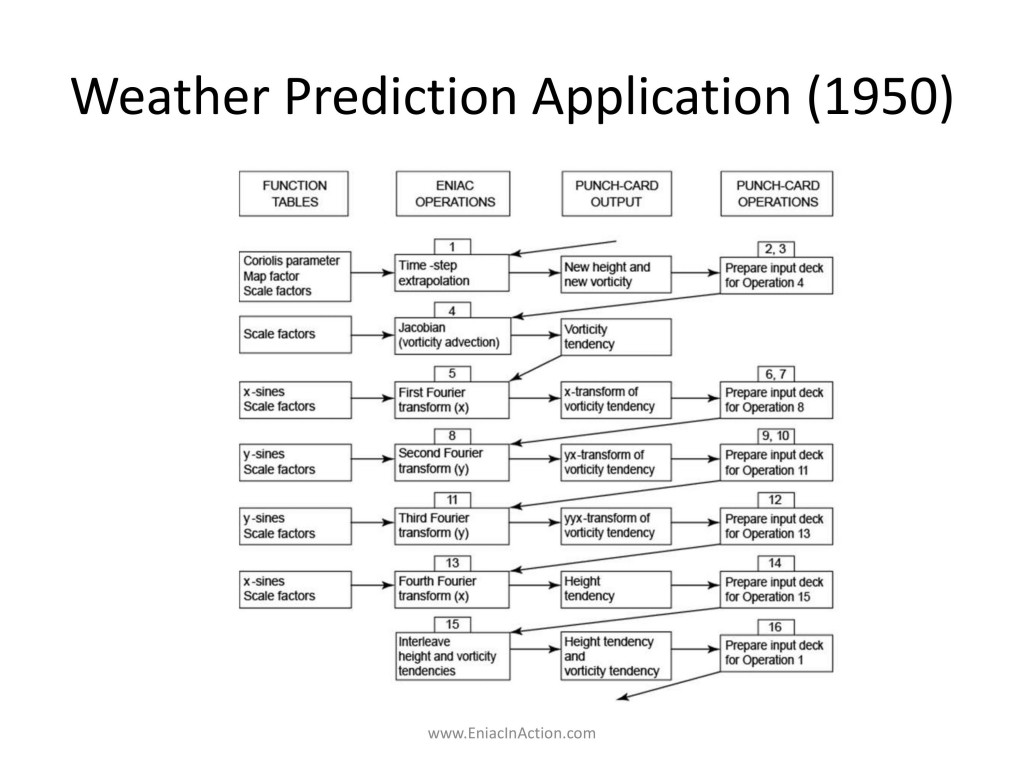 Weather Prediction Application (1950)
FUNCTION
TABLES
ENIAC
OPERATIONS
PUNCH-CARD
OUTPUT
PUNCH-CARD
OPERATIONS
Coriolis parameter
Map factor
Scale factors
1
Time -step
extrapolation
New height and
new vorticity
2, 3
Prepare input deck
for Operation 4
Scale factors
4
Jacobian
(vorticity advection)
Vorticity
tendency
x-sines
Scale factors
5
First Fourier
transform (x)
x-transform of
vorticity tendency
6, 7
Prepare input deck
for Operation 8
y-sines
Scale factors
8
Second Fourier
transform (y)
yx-transform of
vorticity tendency
9, 10
Prepare input deck
for Operation 11
y-sines
Scale factors
11
Third Fourier
transform (y)
yyx-transform of
vorticity tendency
12
Prepare input deck
for Operation 13
x-sines
Scale factors
13
Fourth Fourier
transform (x)
Height
tendency
14
Prepare input deck
for Operation 15
15
Interleave
height and vorticity
tendencies
Height tendency
and
vorticity tendency
16
Prepare input deck
for Operation 1
www.EniacInAction.com